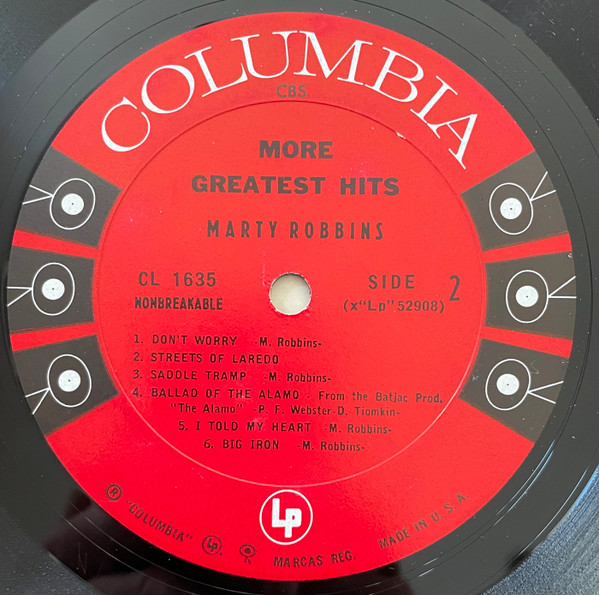 COLUMBIA
CBS
MORE
GREATEST HITS
MARTY ROBBINS
CL 1635
NONBREAKABLE
SIDE 2
(x"Lp" 52908)
1. DON'T WORRY -M. Robbins-
2. STREETS OF LAREDO
3. SADDLE TRAMP -M. Robbins-
4. BALLAD OF THE ALAMO - From the Batjac Prod.
"The Alamo" -P. F. Webster-D. Tiomkin-
5. I TOLD MY HEART -M. Robbins-
6. BIG IRON -M. Robbins-
Lp
® "COLUMBIA" Lp MARCAS REG. MADE IN U.S.A.